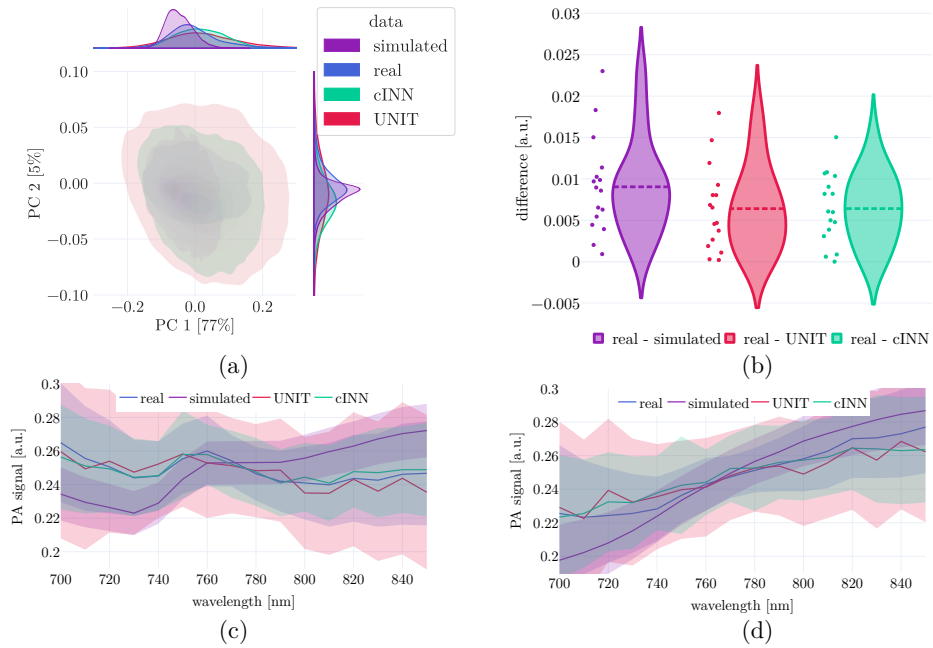 data
simulated
real
cINN
UNIT
0.10
0.05
0.00
−0.05
−0.10
PC 2 [5%]
−0.2
0.0
0.2
PC 1 [77%]
(a)
0.03
0.025
0.02
0.015
0.01
0.005
0
−0.005
difference [a.u.]
real - simulated
real - UNIT
real - cINN
(b)
0.3
0.28
0.26
0.24
0.22
0.2
PA signal [a.u.]
real
simulated
UNIT
cINN
700 720 740 760 780 800 820 840
wavelength [nm]
(c)
0.3
0.28
0.26
0.24
0.22
0.2
PA signal [a.u.]
real
simulated
UNIT
cINN
700 720 740 760 780 800 820 840
wavelength [nm]
(d)